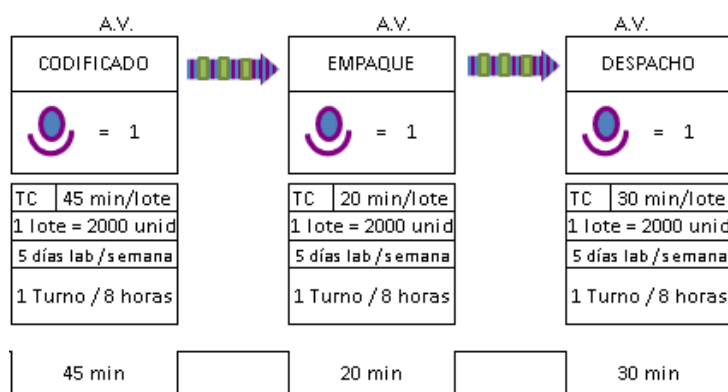 A.V.
CODIFICADO
= 1
TC 45 min/lote
1 lote = 2000 unid
5 días lab/semana
1 Turno / 8 horas
45 min
A.V.
EMPAQUE
= 1
TC 20 min/lote
1 lote = 2000 unid
5 días lab/semana
1 Turno / 8 horas
20 min
A.V.
DESPACHO
= 1
TC 30 min/lote
1 lote = 2000 unid
5 días lab/semana
1 Turno / 8 horas
30 min